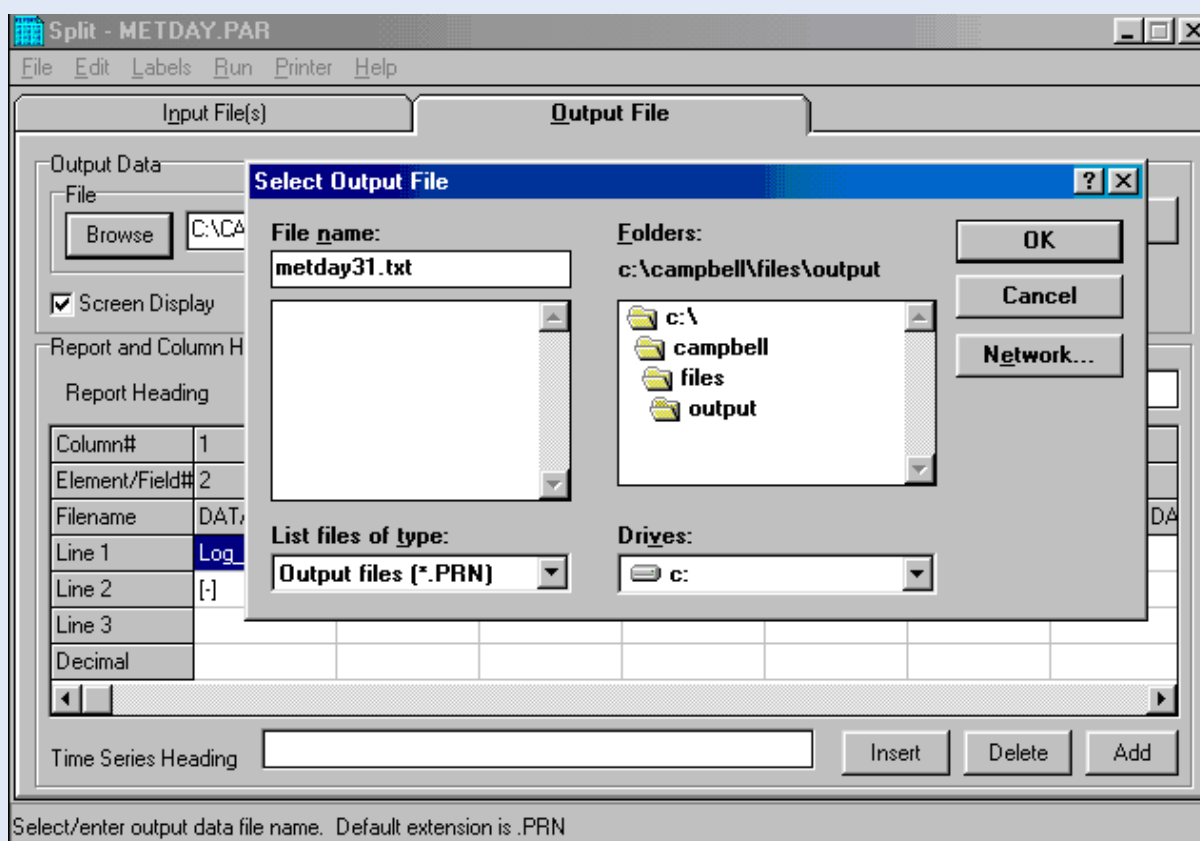 Split - METDAY.PAR
File Edit Labels Run Printer Help
Input File(s) Output File
Output Data
File
Browse C:\CA
Screen Display
Report and Column H
Report Heading
Select Output File
File name: Folders:
metday31.txt c:\campbell\files\output
c:\
campbell
files
output
OK
Cancel
Network...
List files of type: Drives:
Output files (*.PRN) c:
Column# 1
Element/Field# 2
Filename DATA DA
Line 1 Log_
Line 2 [-]
Line 3
Decimal
Time Series Heading Insert Delete Add
Select/enter output data file name. Default extension is .PRN